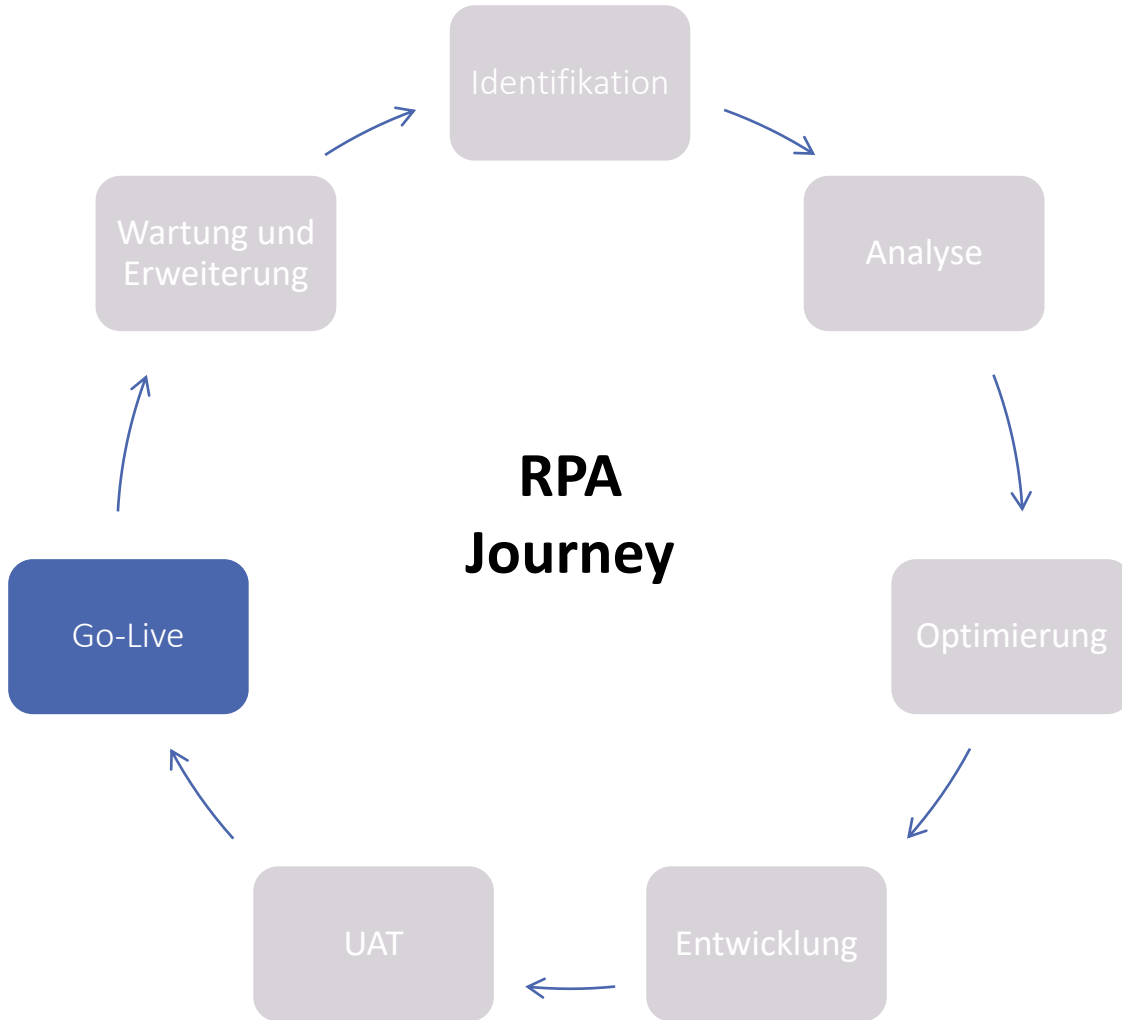 Identifikation
Analyse
Optimierung
Entwicklung
UAT
Go-Live
Wartung und
Erweiterung
RPA
Journey